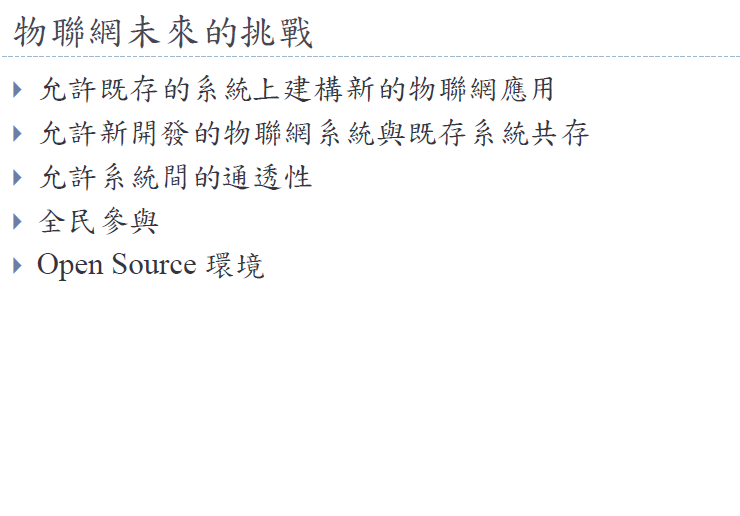 物聯網未來的挑戰
允許既存的系統上建構新的物聯網應用
允許新開發的物聯網系統與既存系統共存
允許系統間的通透性
全民參與
Open Source 環境